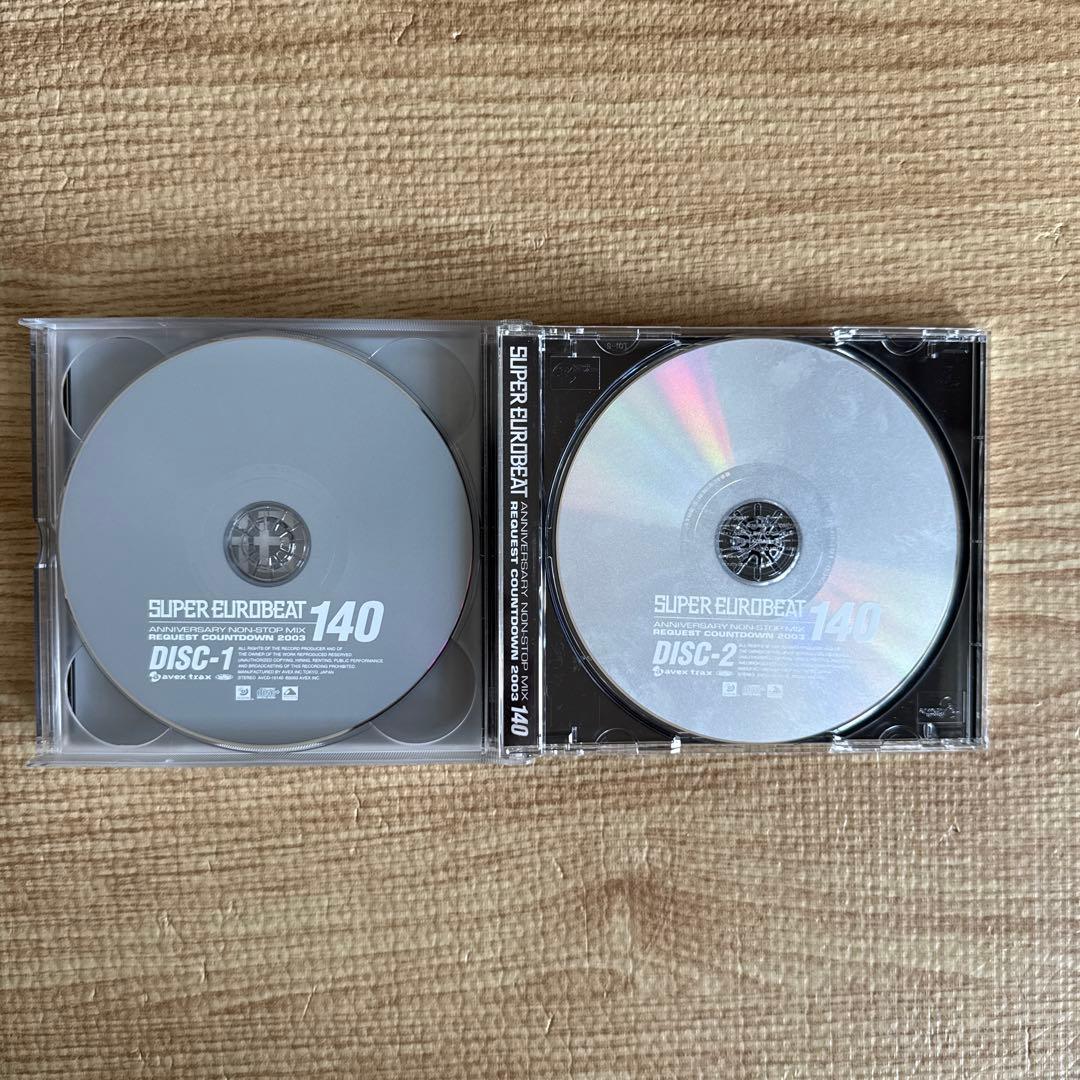 SUPER EUROBEAT 140
ANNIVERSARY NON-STOP MIX
REQUEST COUNTDOWN 2003
DISC-1
ALL RIGHTS OF THE RECORD PRODUCER AND OF
THE OWNER OF THE WORK REPRODUCED RESERVED.
UNAUTHORIZED COPYING, HIRING, RENTING, PUBLIC PERFORMANCE
AND BROADCASTING OF THIS RECORDING PROHIBITED.
MANUFACTURED BY AVEX INC. TOKYO, JAPAN
avex trax
SUPER EUROBEAT ANNIVERSARY NON-STOP MIX REQUEST COUNTDOWN 2003 140
SUPER EUROBEAT 140
ANNIVERSARY NON-STOP MIX
REQUEST COUNTDOWN 2003
DISC-2
avex trax